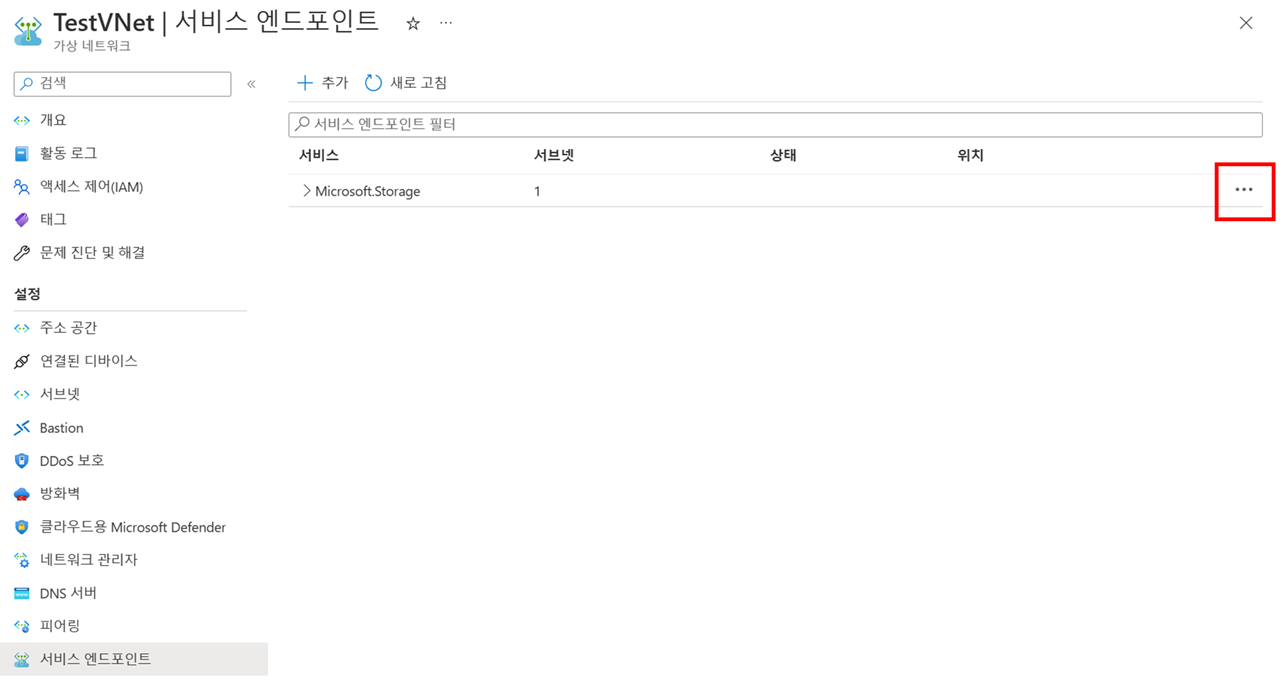 TestVNet | 서비스 엔드포인트
가상 네트워크
검색
개요
활동 로그
액세스 제어(IAM)
태그
문제 진단 및 해결
설정
주소 공간
연결된 디바이스
서브넷
Bastion
DDoS 보호
방화벽
클라우드용 Microsoft Defender
네트워크 관리자
DNS 서버
피어링
서비스 엔드포인트
추가 새로 고침
서비스 엔드포인트 필터
서비스 서브넷 상태 위치
Microsoft.Storage 1